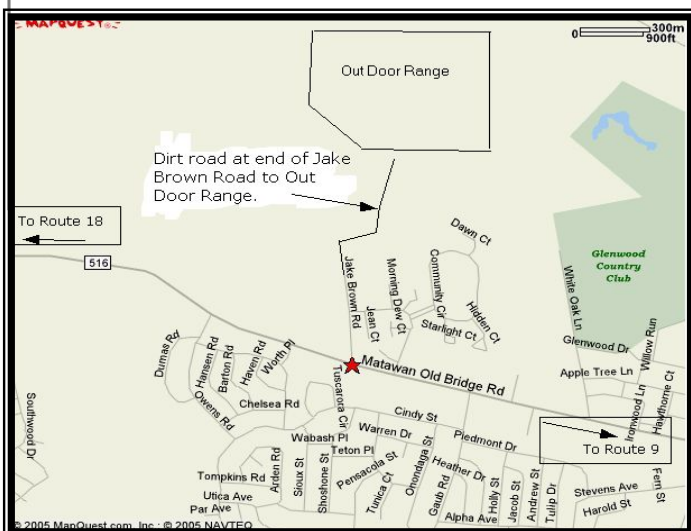 MAPQUEST
300m
0
900ft
Out Door Range
Dirt road at end of Jake
Brown Road to Out
Door Range.
To Route 18
516
Dawn Ct
Glenwood
Country
Club
Jake Brown Rd
Morning Dew Ct
Community Cir
White Oak Ln
Jean Ct
Hidden Ct
Starlight Ct
Willow Run
Glenwood Dr
Dumas Rd
Hansen Rd
Barton Rd
Haven Rd
Worth Pl
Matawan Old Bridge Rd
Apple Tree Ln
Tuscarora Cir
Ironwood Ln
Hawthorne Ct
Southwood Dr
Owens Rd
Chelsea Rd
Cindy St
Warren Dr
Piedmont Dr
To Route 9
Wabash Pl
Teton Pl
Arden Rd
Sioux St
Shoshone St
Pensacola St
Onondaga St
Heather Dr
Tompkins Rd
Tunica Ct
Gaub Rd
Holly St
Jacob St
Andrew St
Tulip Dr
Stevens Ave
Fern St
Utica Ave
Par Ave
Alpha Ave
Harold St
© 2005 MapQuest.com, Inc.; © 2005 NAVTEQ